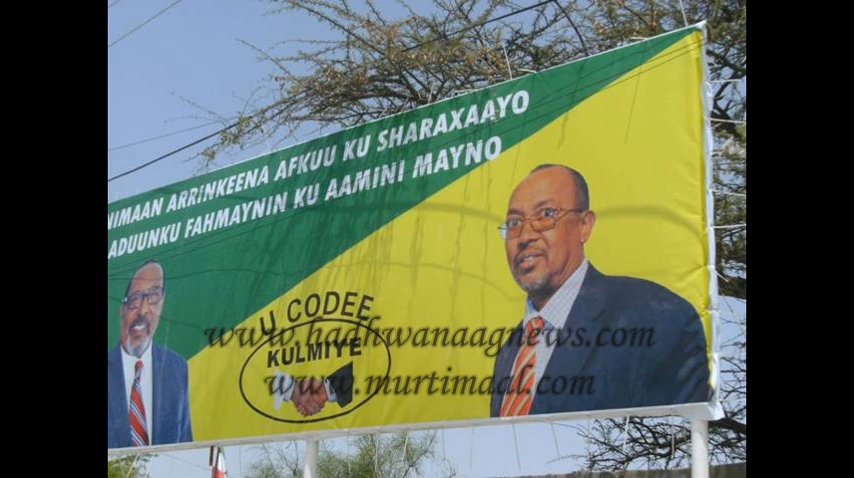 NIMAAN ARRINKEENA AFKUU KU SHARAXAAYO
ADUUNKU FAHMAYNIN KU AAMINI MAYNO
U CODEE
KULMIYE
www.hadhwanaagnews.com
www.murtimaal.com